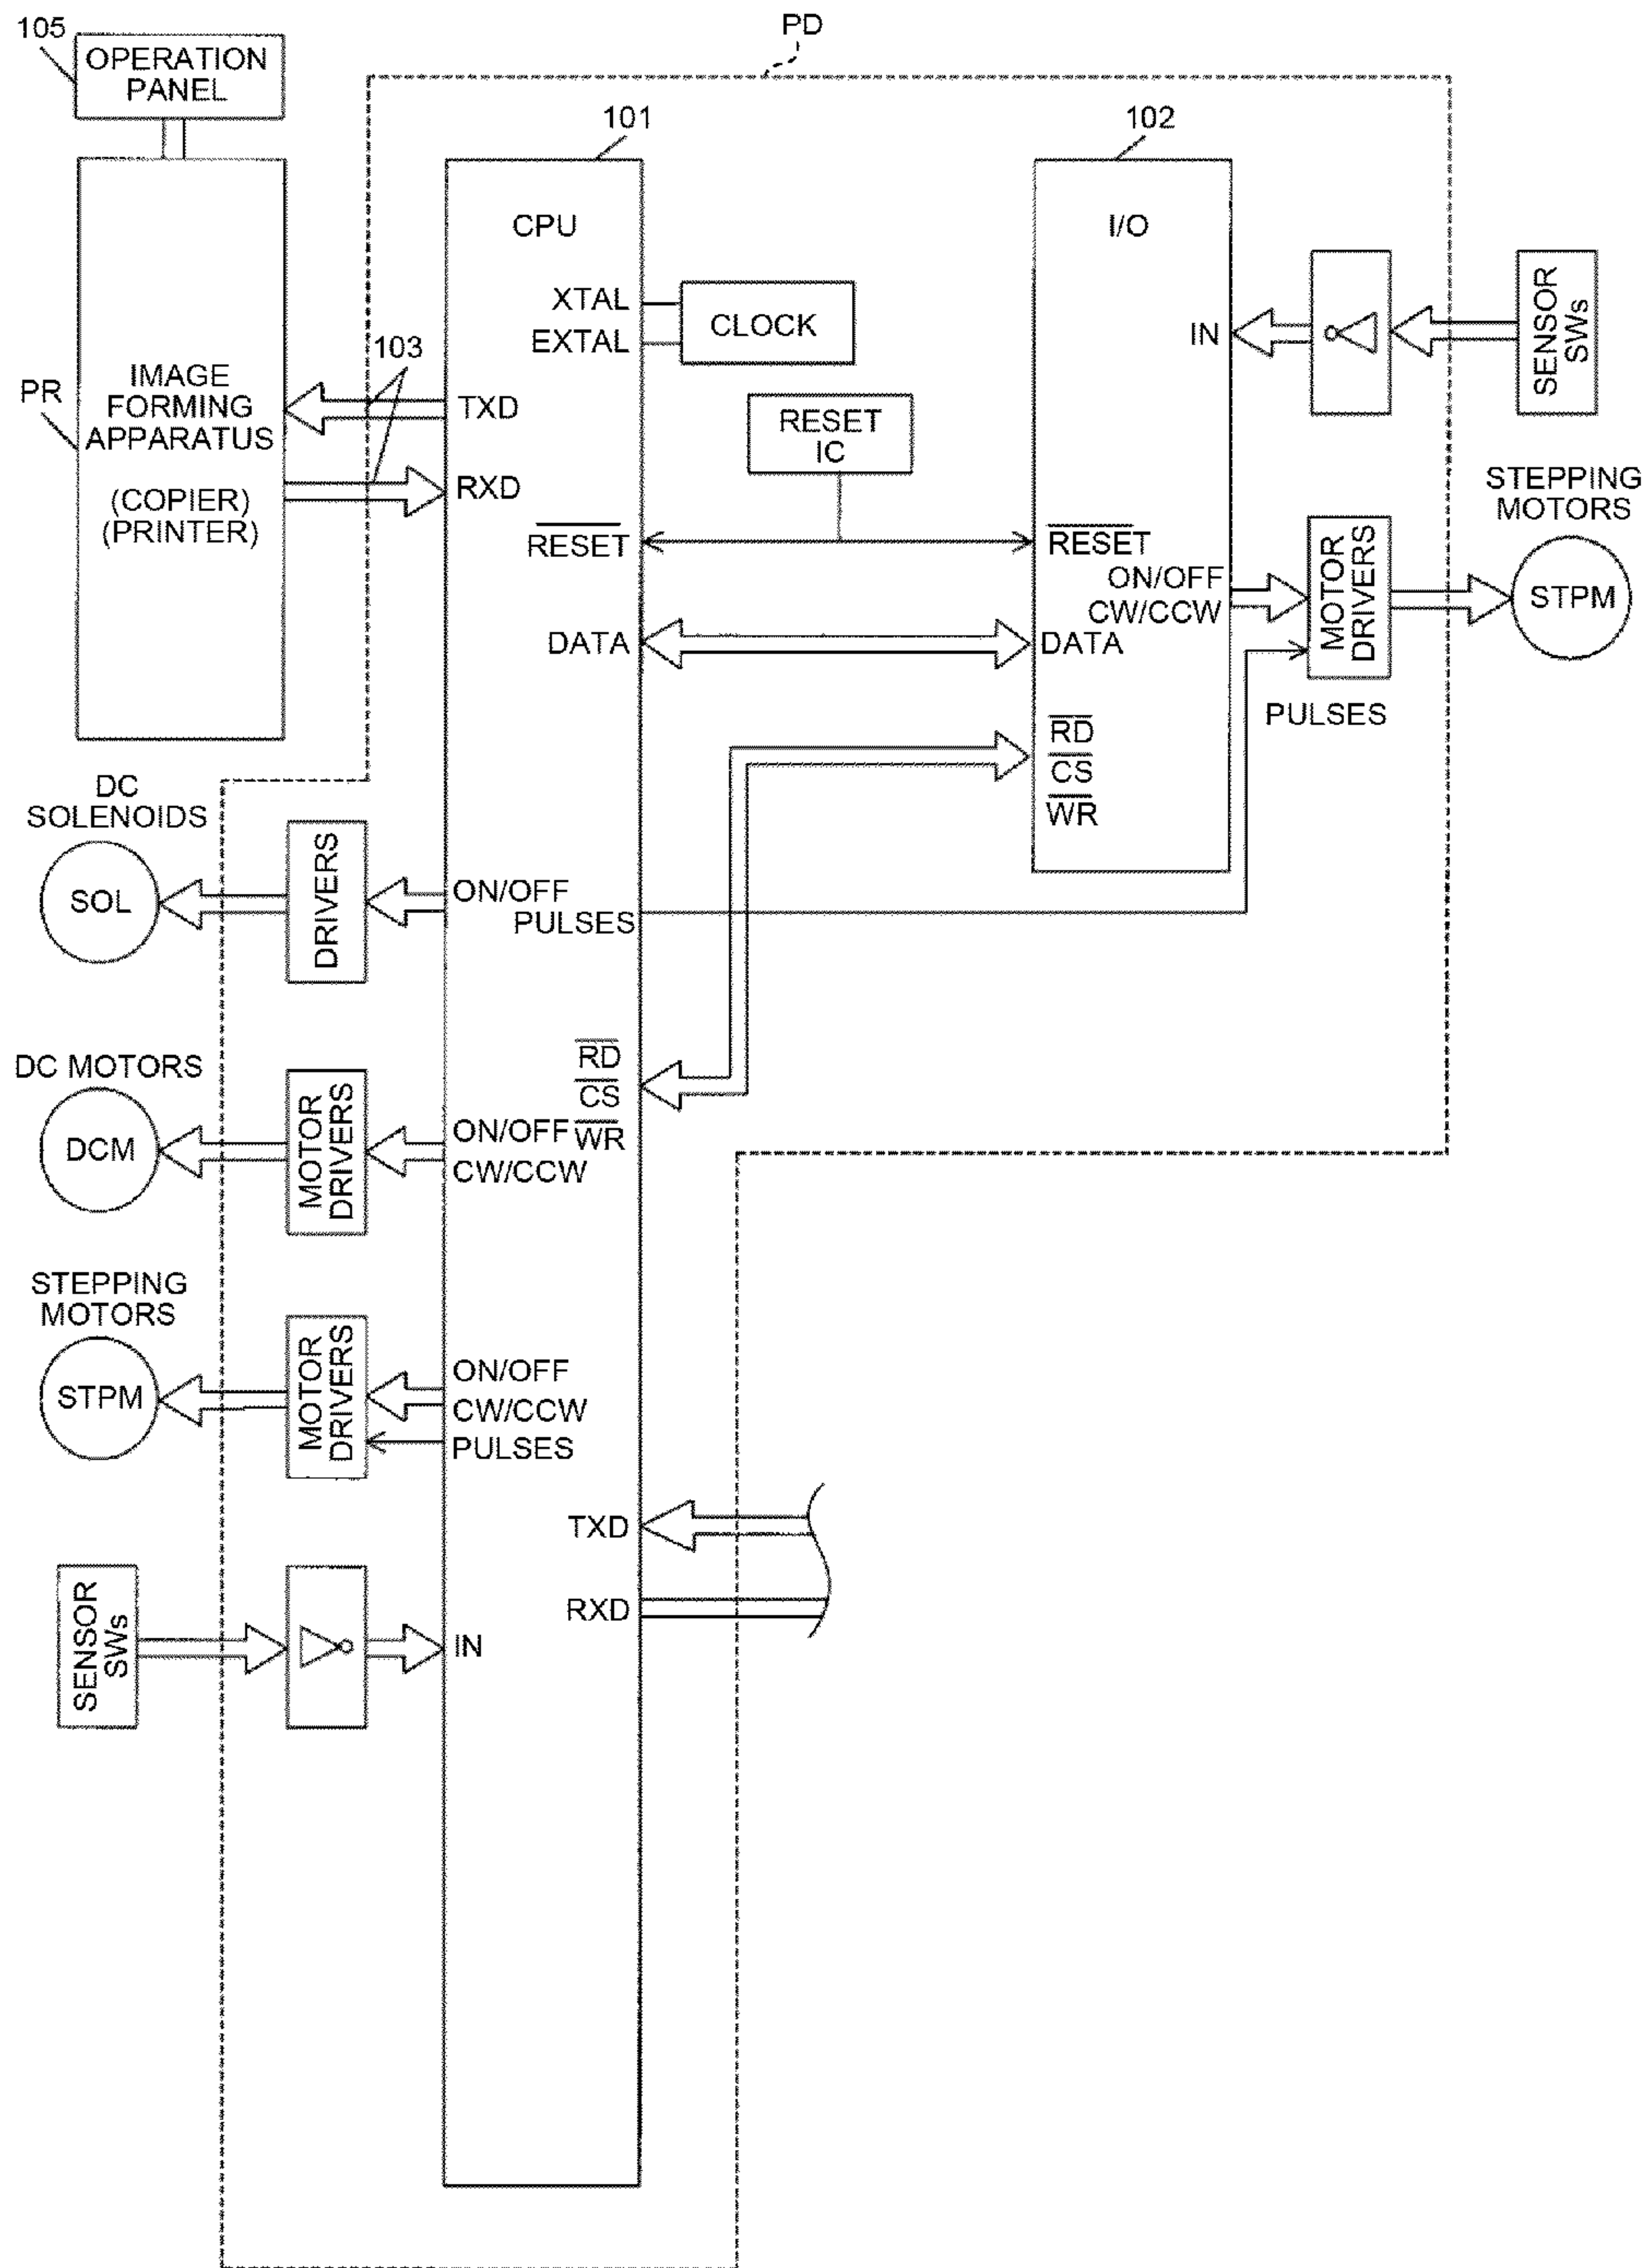 105
OPERATION
PANEL
PD
101
102
CPU
I/O
XTAL
EXTAL
CLOCK
IN
SENSOR
SWs
103
PR
IMAGE
FORMING
APPARATUS
(COPIER)
(PRINTER)
TXD
RXD
RESET
IC
RESET
RESET
ON/OFF
CW/CCW
MOTOR
DRIVERS
STEPPING
MOTORS
STPM
DATA
DATA
PULSES
RD
CS
WR
DC
SOLENOIDS
SOL
DRIVERS
ON/OFF
PULSES
RD
CS
WR
DC MOTORS
DCM
MOTOR
DRIVERS
ON/OFF
CW/CCW
STEPPING
MOTORS
STPM
MOTOR
DRIVERS
ON/OFF
CW/CCW
PULSES
TXD
RXD
SENSOR
SWs
IN